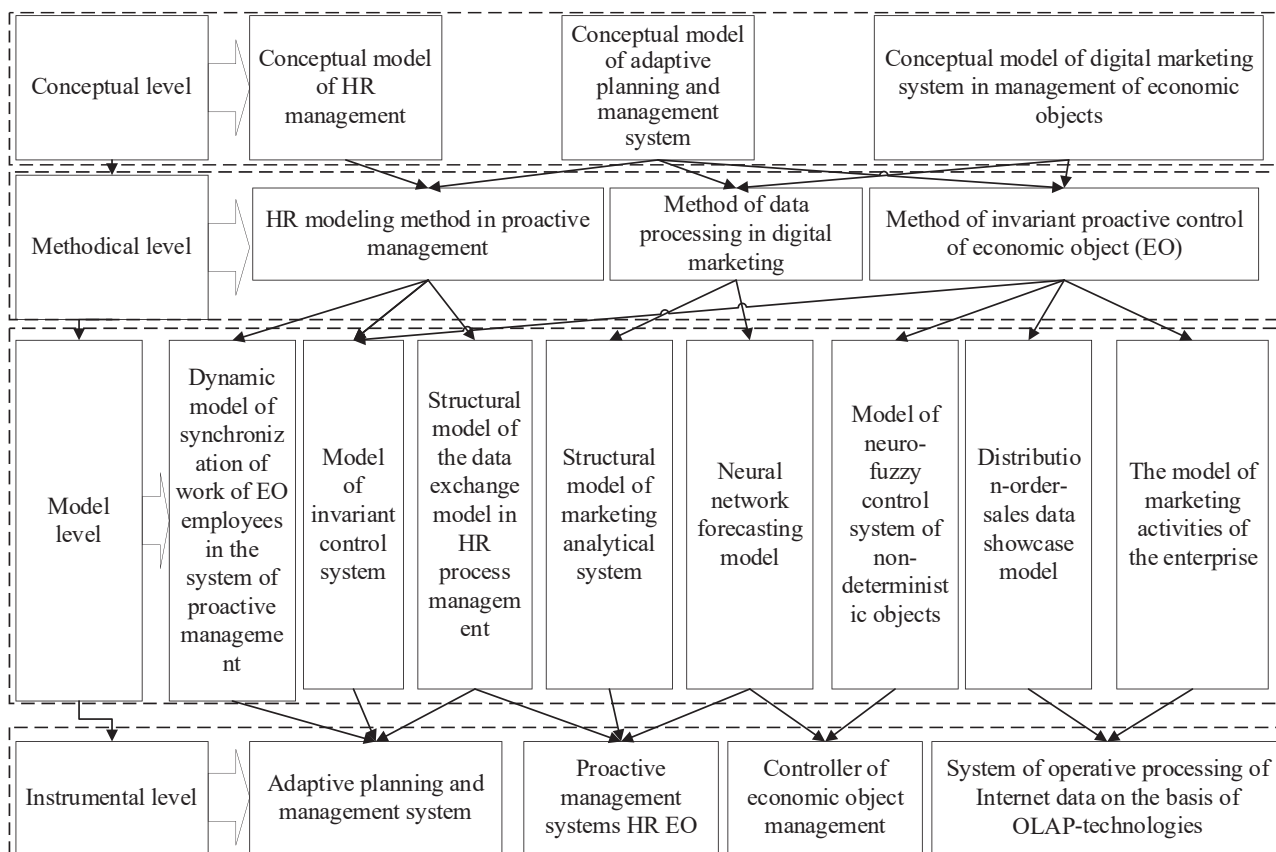 Conceptual level
Conceptual model
of HR
management
Conceptual model
of adaptive
planning and
management
system
Conceptual model of digital marketing
system in management of economic
objects
Methodical level
HR modeling method in proactive
management
Method of data
processing in digital
marketing
Method of invariant proactive control
of economic object (EO)
Model
level
Dynamic
model of
synchroniz
ation of
work of EO
employees
in the
system of
proactive
manageme
nt
Model
of
invariant
control
system
Structural
model of
the data
exchange
model in
HR
process
managem
ent
Structural
model of
marketing
analytical
system
Neural
network
forecasting
model
Model of
neuro-
fuzzy
control
system of
non-
determinist
ic objects
Distributio
n-order-
sales data
showcase
model
The model of
marketing
activities of
the enterprise
Instrumental level
Adaptive planning and
management system
Proactive
management
systems HR EO
Controller of
economic object
management
System of operative processing of
Internet data on the basis of
OLAP-technologies